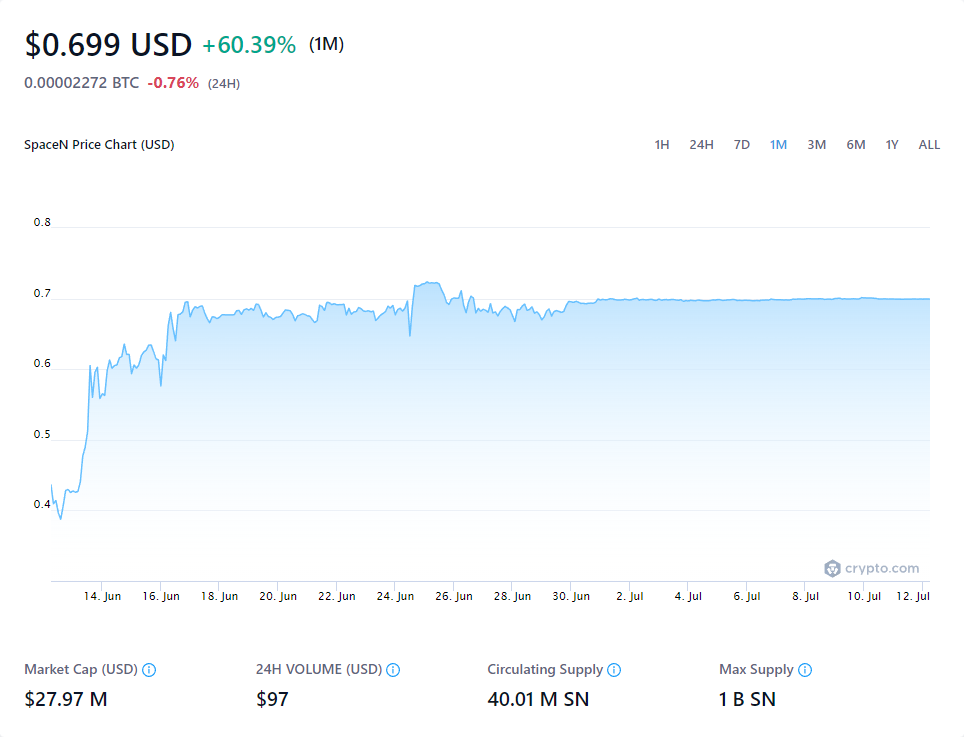 $0.699 USD +60.39% (1M)
0.00002272 BTC -0.76% (24H)
SpaceN Price Chart (USD) 1H 24H 7D 1M 3M 6M 1Y ALL
0.8
0.7
0.6
0.5
0.4
crypto.com
14. Jun 16. Jun 18. Jun 20. Jun 22. Jun 24. Jun 26. Jun 28. Jun 30. Jun 2. Jul 4. Jul 6. Jul 8. Jul 10. Jul 12. Jul
Market Cap (USD) 24H VOLUME (USD) Circulating Supply Max Supply
$27.97 M $97 40.01 M SN 1 B SN